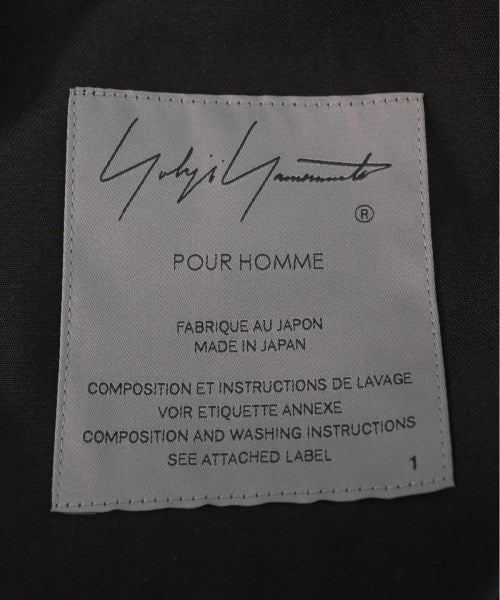 Yohji Yamamoto
®
POUR HOMME
FABRIQUE AU JAPON
MADE IN JAPAN
COMPOSITION ET INSTRUCTIONS DE LAVAGE
VOIR ETIQUETTE ANNEXE
COMPOSITION AND WASHING INSTRUCTIONS
SEE ATTACHED LABEL
1